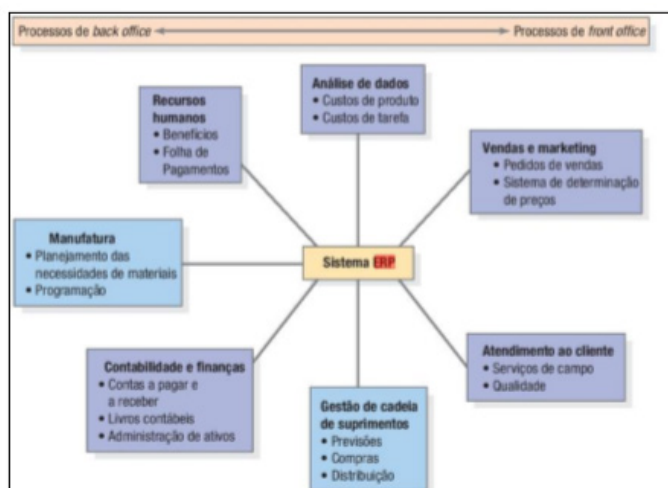 Processos de back office
Processos de front office
Análise de dados
• Custos de produto
• Custos de tarefa
Recursos
humanos
• Benefícios
• Folha de
Pagamentos
Vendas e marketing
• Pedidos de vendas
• Sistema de determinação
de preços
Manufatura
• Planejamento das
necessidades de materiais
• Programação
Sistema ERP
Contabilidade e finanças
• Contas a pagar e
a receber
• Livros contábeis
• Administração de ativos
Gestão de cadeia
de suprimentos
• Previsões
• Compras
• Distribuição
Atendimento ao cliente
• Serviços de campo
• Qualidade